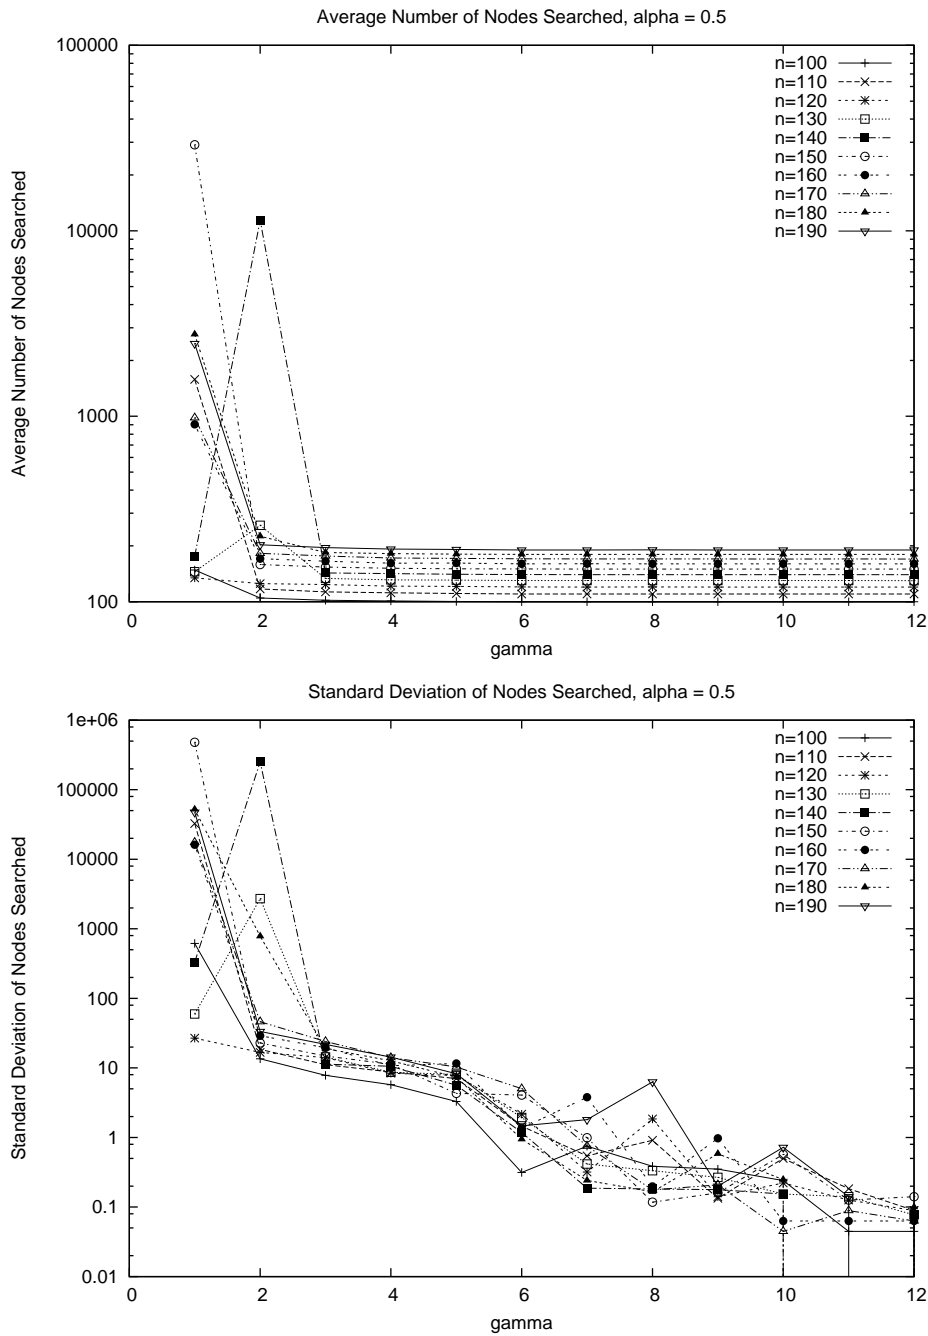 Average Number of Nodes Searched, alpha = 0.5
Average Number of Nodes Searched
100000
10000
1000
100
n=100
n=110
n=120
n=130
n=140
n=150
n=160
n=170
n=180
n=190
0 2 4 6 8 10 12
gamma
Standard Deviation of Nodes Searched, alpha = 0.5
Standard Deviation of Nodes Searched
1e+06
100000
10000
1000
100
10
1
0.1
0.01
n=100
n=110
n=120
n=130
n=140
n=150
n=160
n=170
n=180
n=190
0 2 4 6 8 10 12
gamma